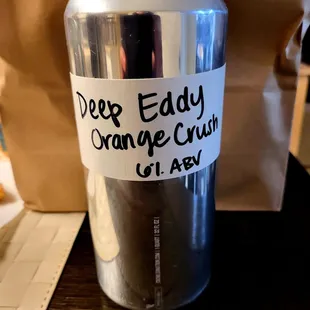 Deep Eddy
Orange Crush
6%. ABV